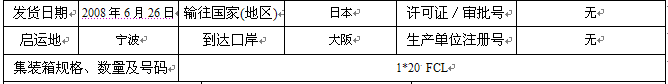 发货日期 2008 年 6 月 26 日 输往国家(地区) 日本 许可证／审批号 无
启运地 宁波 到达口岸 大阪 生产单位注册号 无
集装箱规格、数量及号码 1*20' FCL